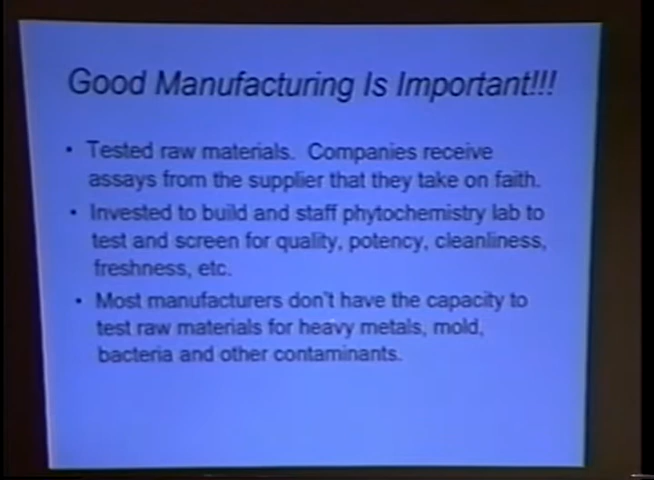 Good Manufacturing Is Important!!!
• Tested raw materials. Companies receive
assays from the supplier that they take on faith.
• Invested to build and staff phytochemistry lab to
test and screen for quality, potency, cleanliness,
freshness, etc.
• Most manufacturers don't have the capacity to
test raw materials for heavy metals, mold,
bacteria and other contaminants.